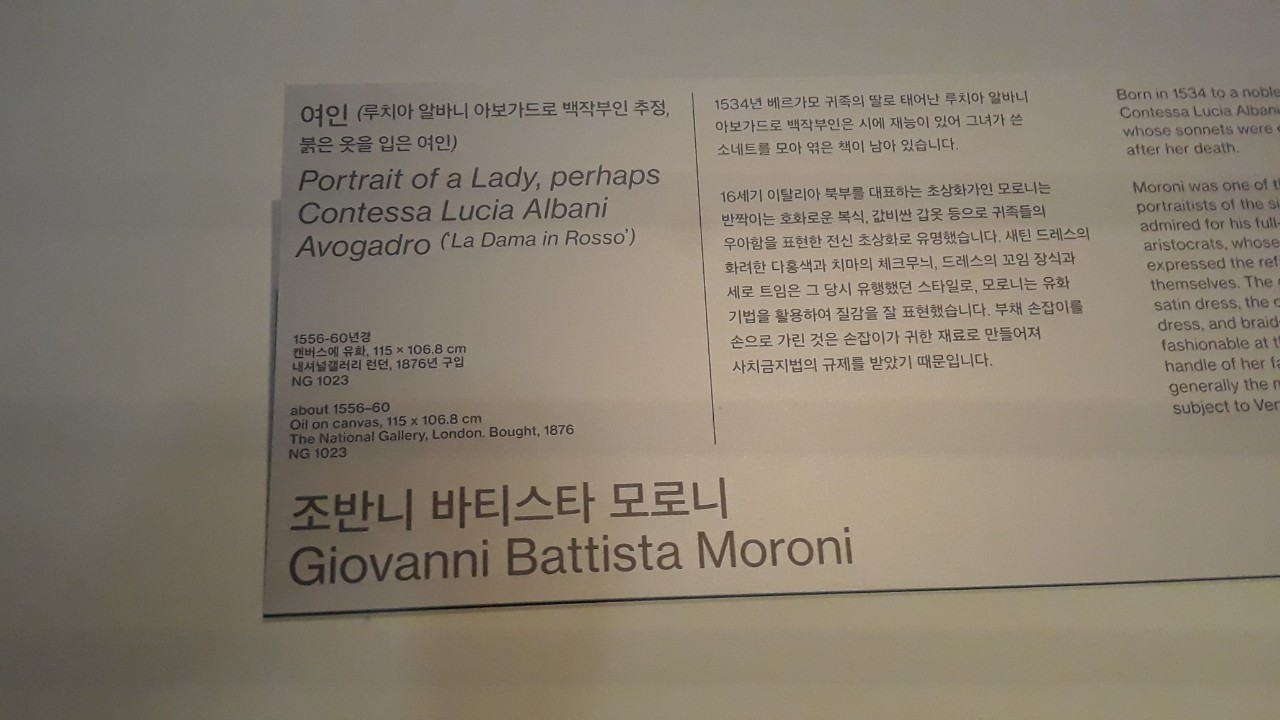 여인 (루치아 알바니 아보가드로 백작부인 추정,
붉은 옷을 입은 여인)
Portrait of a Lady, perhaps
Contessa Lucia Albani
Avogadro (‘La Dama in Rosso’)
1556-60년경
캔버스에 유화, 115 × 106.8 cm
내셔널갤러리 런던, 1876년 구입
NG 1023
about 1556–60
Oil on canvas, 115 x 106.8 cm
The National Gallery, London. Bought, 1876
NG 1023
조반니 바티스타 모로니
Giovanni Battista Moroni
1534년 베르가모 귀족의 딸로 태어난 루치아 알바니
아보가드로 백작부인은 시에 재능이 있어 그녀가 쓴
소네트를 모아 엮은 책이 남아 있습니다.
16세기 이탈리아 북부를 대표하는 초상화가인 모로니는
반짝이는 호화로운 복식, 값비싼 갑옷 등으로 귀족들의
우아함을 표현한 전신 초상화로 유명했습니다. 새틴 드레스의
화려한 다홍색과 치마의 체크무늬, 드레스의 꼬임 장식과
세로 트임은 그 당시 유행했던 스타일로, 모로니는 유화
기법을 활용하여 질감을 잘 표현했습니다. 부채 손잡이를
손으로 가린 것은 손잡이가 귀한 재료로 만들어져
사치금지법의 규제를 받았기 때문입니다.
Born in 1534 to a noble
Contessa Lucia Albani
whose sonnets were
after her death.
Moroni was one of
portraitists of the
admired for his full-
aristocrats, whose
expressed the
themselves. The
satin dress, the
dress, and braid
fashionable at
handle of her
generally the
subject to